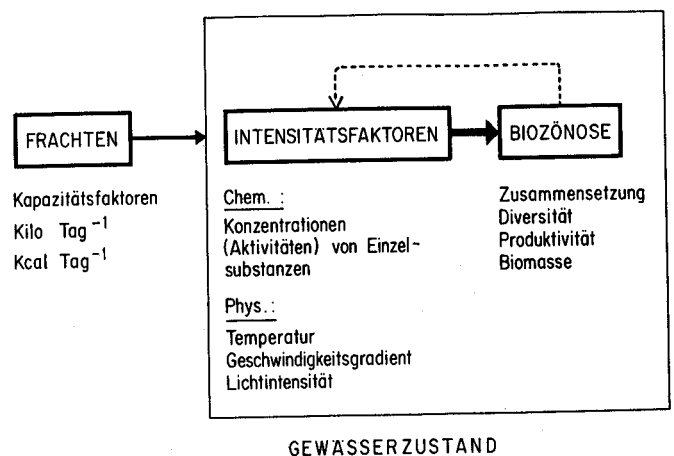 FRACHTEN
Kapazitätsfaktoren
Kilo Tag⁻¹
Kcal Tag⁻¹
INTENSITÄTSFAKTOREN
Chem. :
Konzentrationen
(Aktivitäten) von Einzel-
substanzen
Phys. :
Temperatur
Geschwindigkeitsgradient
Lichtintensität
BIOZÖNOSE
Zusammensetzung
Diversität
Produktivität
Biomasse
GEWÄSSERZUSTAND